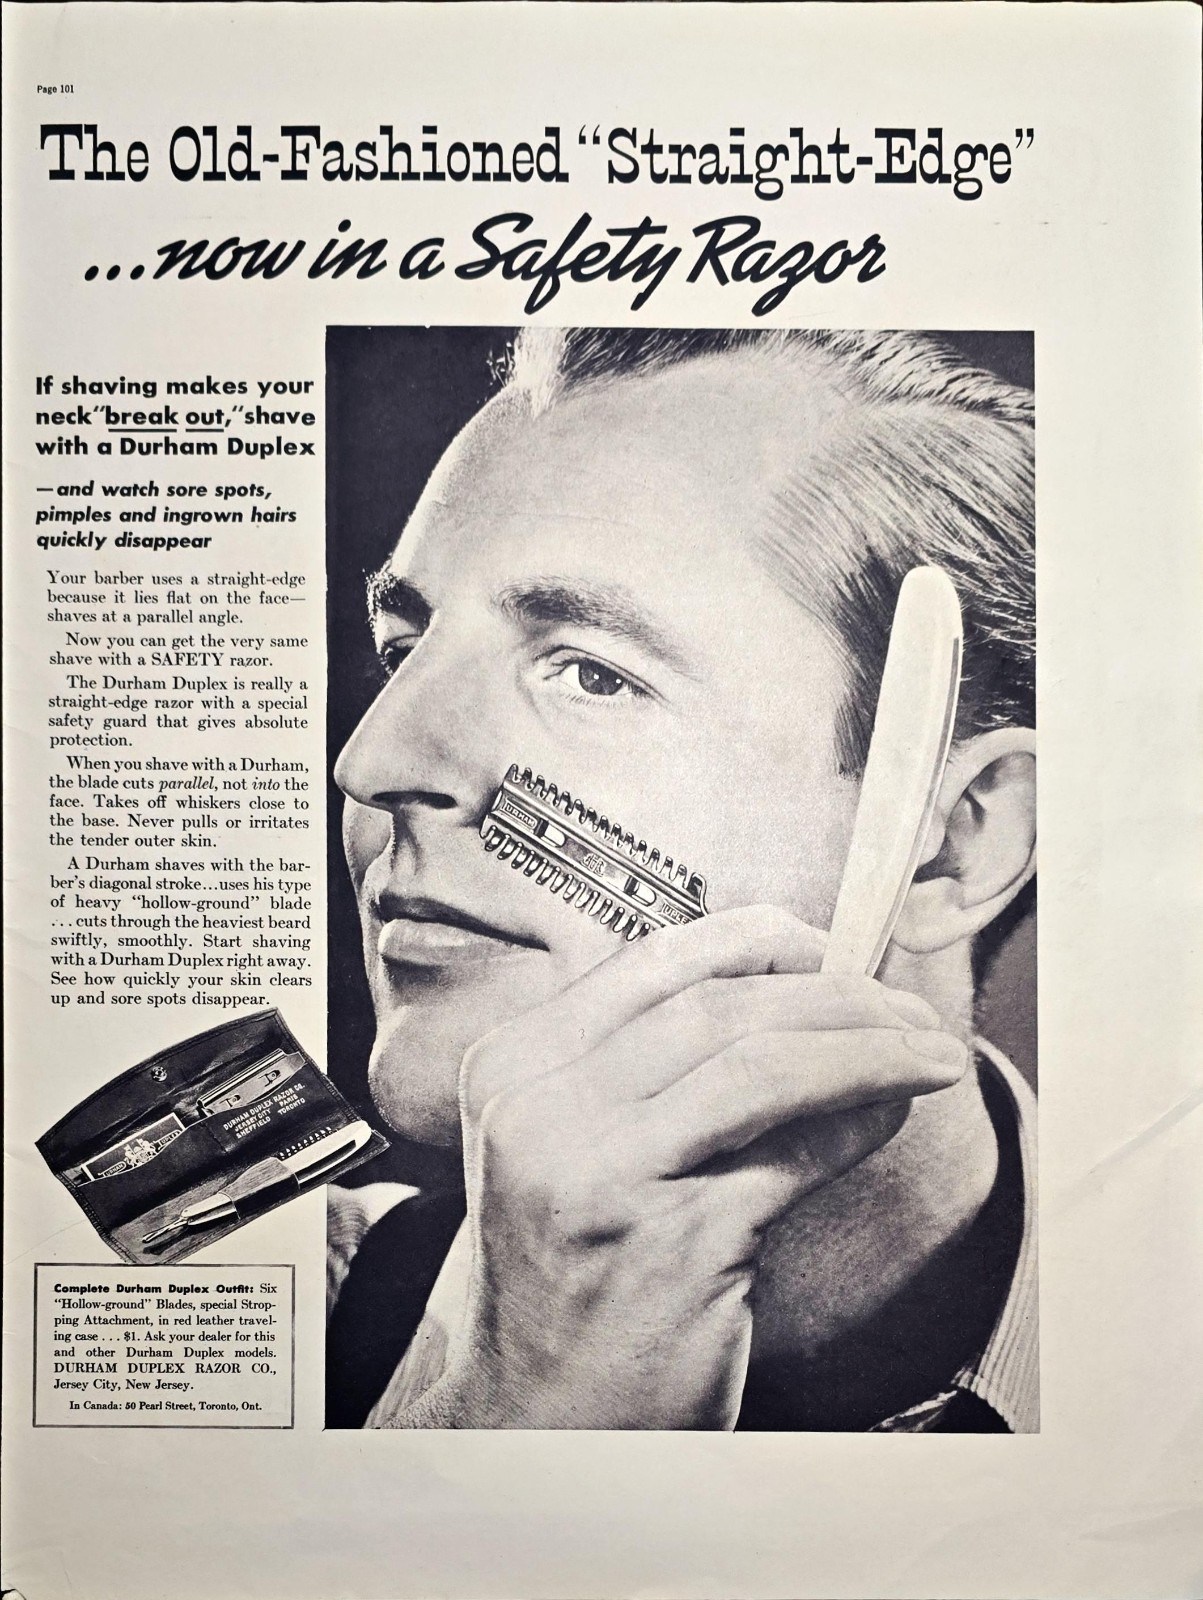 Page 101
The Old-Fashioned “Straight-Edge”
...now in a Safety Razor
If shaving makes your
neck “break out,” shave
with a Durham Duplex
—and watch sore spots,
pimples and ingrown hairs
quickly disappear
Your barber uses a straight-edge
because it lies flat on the face—
shaves at a parallel angle.
Now you can get the very same
shave with a SAFETY razor.
The Durham Duplex is really a
straight-edge razor with a special
safety guard that gives absolute
protection.
When you shave with a Durham,
the blade cuts parallel, not into the
face. Takes off whiskers close to
the base. Never pulls or irritates
the tender outer skin.
A Durham shaves with the bar-
ber's diagonal stroke...uses his type
of heavy “hollow-ground” blade
...cuts through the heaviest beard
swiftly, smoothly. Start shaving
with a Durham Duplex right away.
See how quickly your skin clears
up and sore spots disappear.
DURHAM
DUPLEX
DURHAM DUPLEX RAZOR CO.
JERSEY CITY PARIS
SHEFFIELD TORONTO
DURHAM DUPLEX
Complete Durham Duplex Outfit: Six
“Hollow-ground” Blades, special Strop-
ping Attachment, in red leather travel-
ing case . . . $1. Ask your dealer for this
and other Durham Duplex models.
DURHAM DUPLEX RAZOR CO.,
Jersey City, New Jersey.
In Canada: 50 Pearl Street, Toronto, Ont.